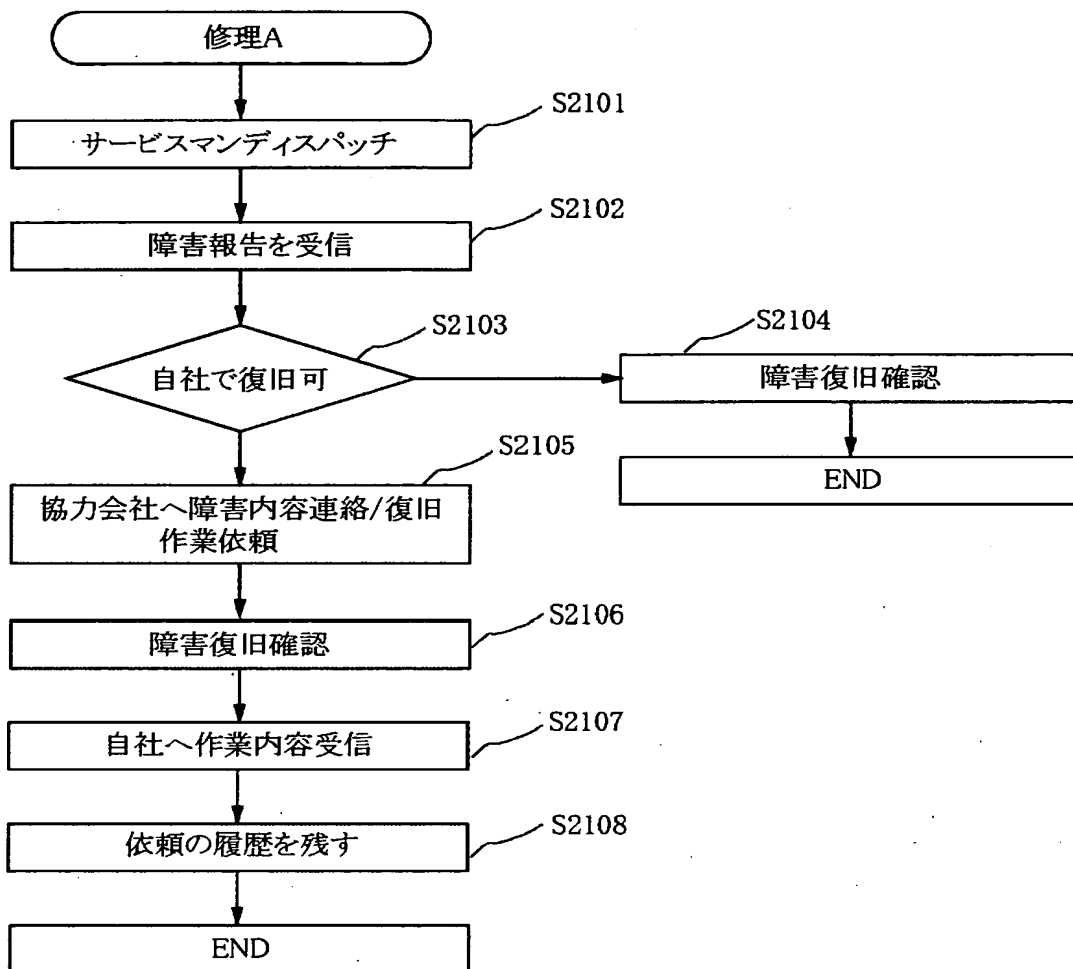 修理A
S2101
サービスマンディスパッチ
S2102
障害報告を受信
S2103
自社で復旧可
S2104
障害復旧確認
END
S2105
協力会社へ障害内容連絡/復旧
作業依頼
S2106
障害復旧確認
S2107
自社へ作業内容受信
S2108
依頼の履歴を残す
END